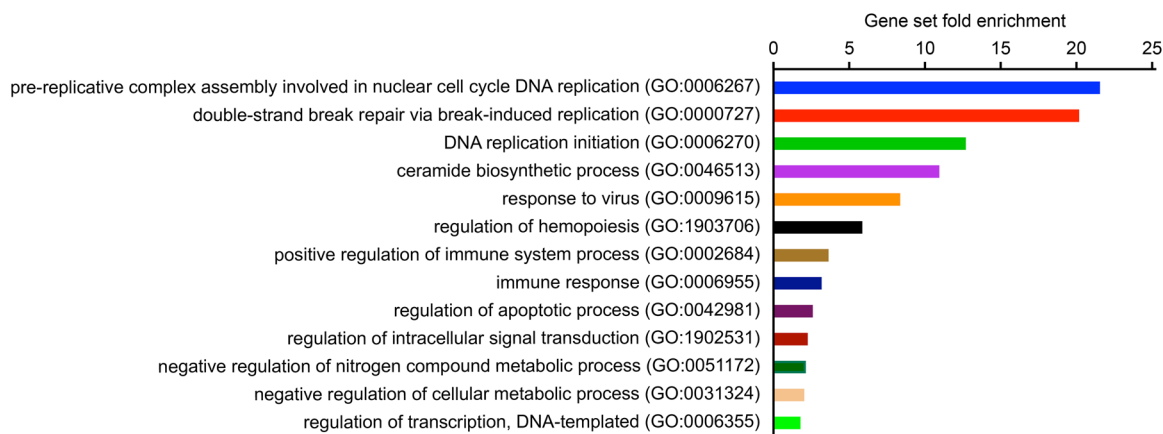 Gene set fold enrichment
0 5 10 15 20 25
pre-replicative complex assembly involved in nuclear cell cycle DNA replication (GO:0006267)
double-strand break repair via break-induced replication (GO:0000727)
DNA replication initiation (GO:0006270)
ceramide biosynthetic process (GO:0046513)
response to virus (GO:0009615)
regulation of hemopoiesis (GO:1903706)
positive regulation of immune system process (GO:0002684)
immune response (GO:0006955)
regulation of apoptotic process (GO:0042981)
regulation of intracellular signal transduction (GO:1902531)
negative regulation of nitrogen compound metabolic process (GO:0051172)
negative regulation of cellular metabolic process (GO:0031324)
regulation of transcription, DNA-templated (GO:0006355)